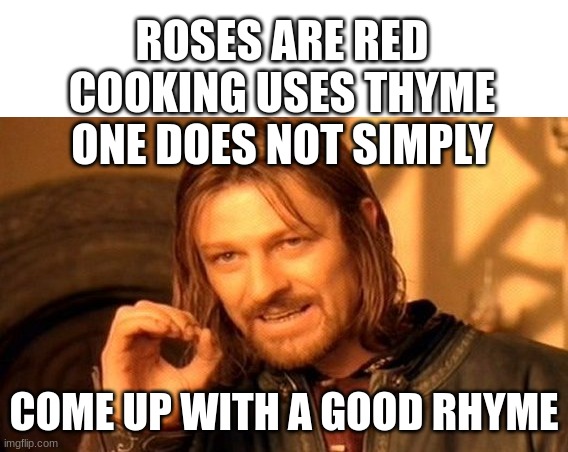 ROSES ARE RED
COOKING USES THYME
ONE DOES NOT SIMPLY
COME UP WITH A GOOD RHYME
imgflip.com